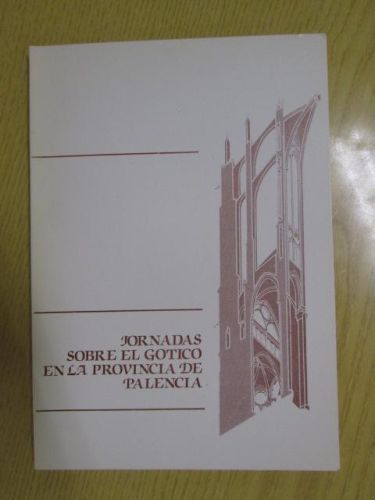 JORNADAS
SOBRE EL GOTICO
EN LA PROVINCIA DE
PALENCIA